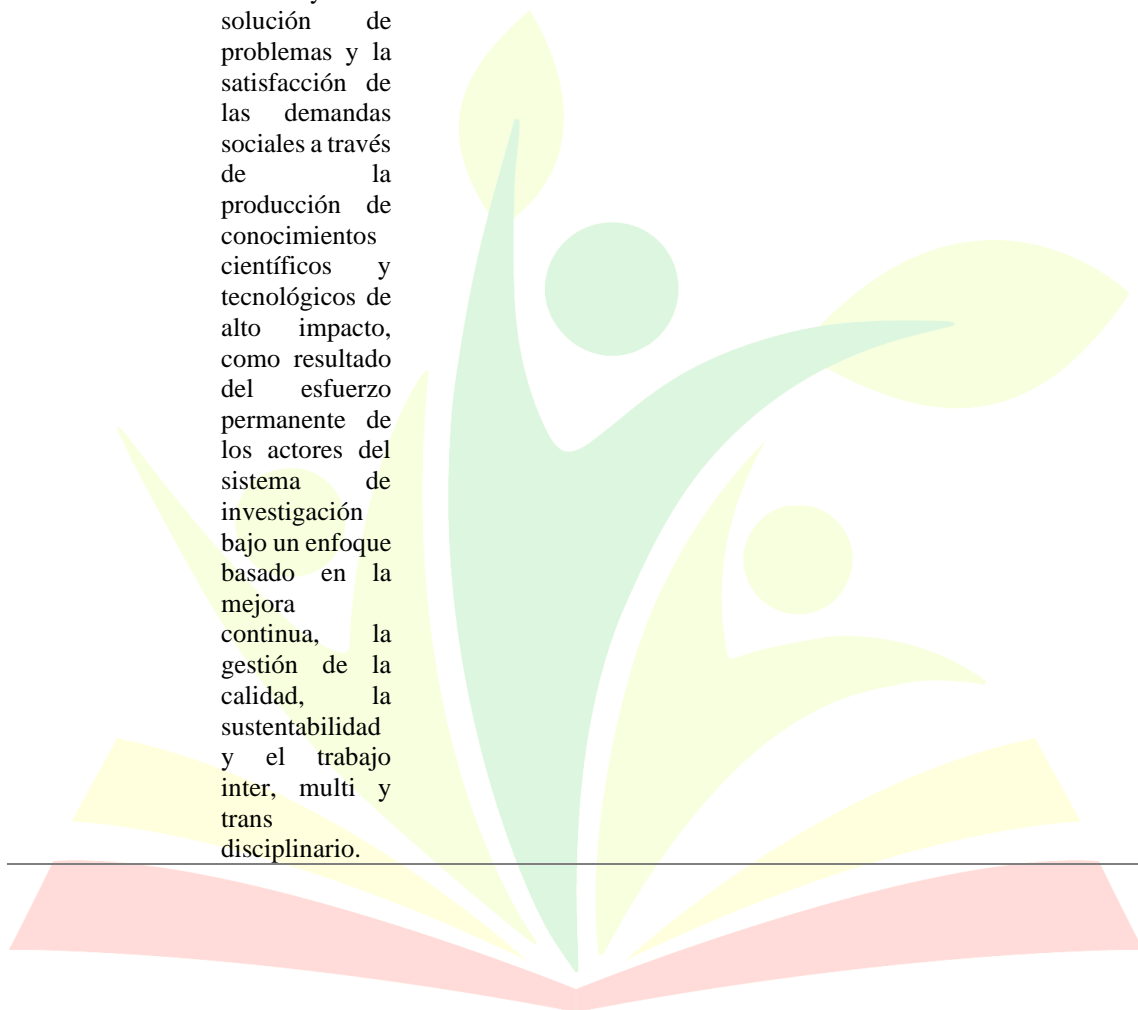 solución de
problemas y la
satisfacción de
las demandas
sociales a través
de la
producción de
conocimientos
científicos y
tecnológicos de
alto impacto,
como resultado
del esfuerzo
permanente de
los actores del
sistema de
investigación
bajo un enfoque
basado en la
mejora
continua, la
gestión de la
calidad, la
sustentabilidad
y el trabajo
inter, multi y
trans
disciplinario.